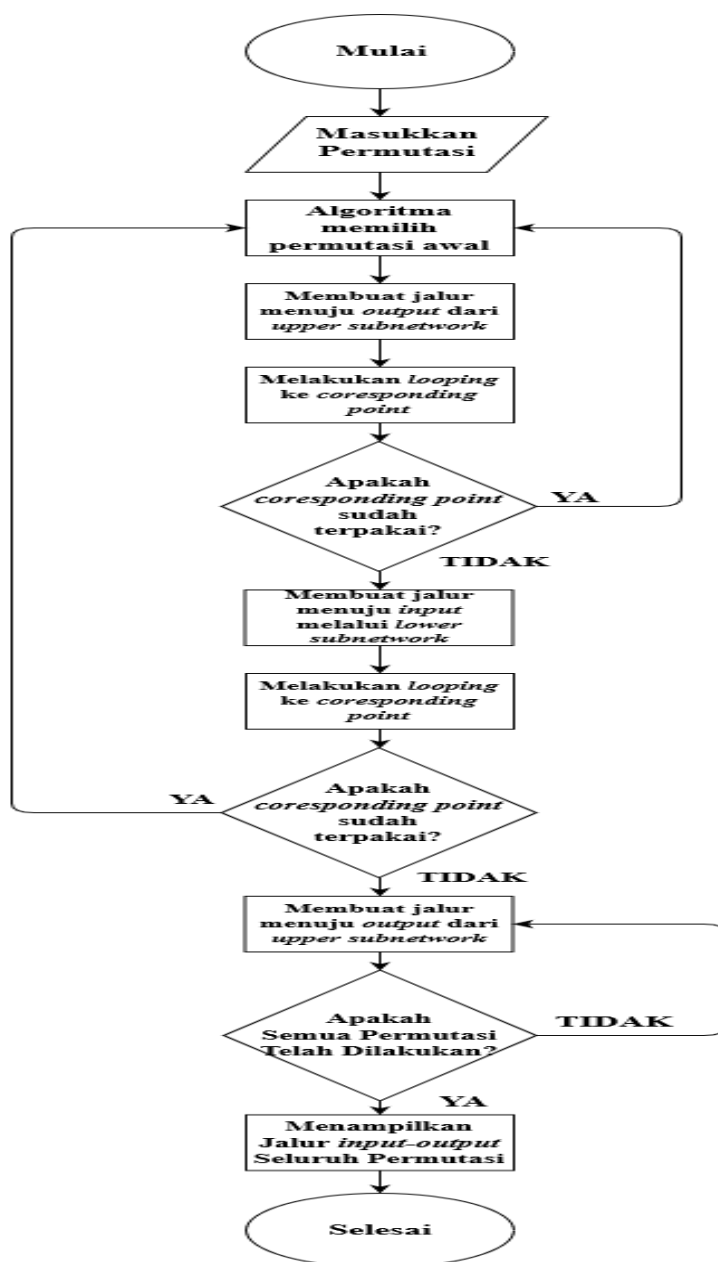 Mulai
Masukkan
Permutasi
Algoritma
memilih
permutasi awal
Membuat jalur
menuju output dari
upper subnetwork
Melakukan looping
ke coresponding
point
Apakah
coresponding point
sudah
terpakai?
YA
TIDAK
Membuat jalur
menuju input
melalui lower
subnetwork
Melakukan looping
ke coresponding
point
Apakah
coresponding point
sudah
terpakai?
YA
TIDAK
Membuat jalur
menuju output dari
upper subnetwork
Apakah
Semua Permutasi
Telah Dilakukan?
TIDAK
YA
Menampilkan
Jalur input-output
Seluruh Permutasi
Selesai